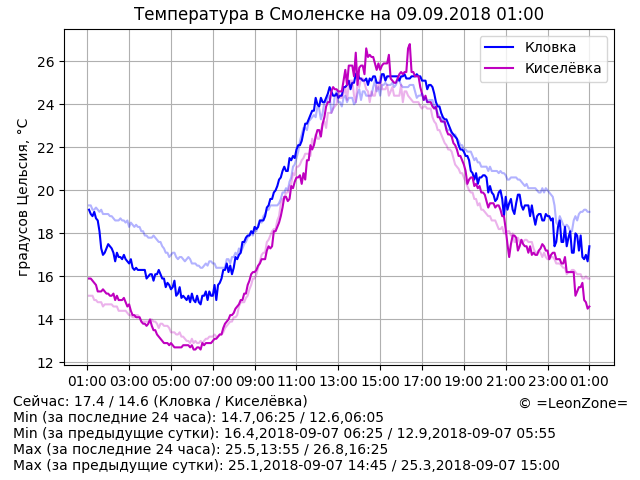 Температура в Смоленске на 09.09.2018 01:00
Кловка
Киселёвка
градусов Цельсия, °C
26
24
22
20
18
16
14
12
01:00 03:00 05:00 07:00 09:00 11:00 13:00 15:00 17:00 19:00 21:00 23:00 01:00
Сейчас: 17.4 / 14.6 (Кловка / Киселёвка)
© =LeonZone=
Min (за последние 24 часа): 14.7,06:25 / 12.6,06:05
Min (за предыдущие сутки): 16.4,2018-09-07 06:25 / 12.9,2018-09-07 05:55
Max (за последние 24 часа): 25.5,13:55 / 26.8,16:25
Max (за предыдущие сутки): 25.1,2018-09-07 14:45 / 25.3,2018-09-07 15:00